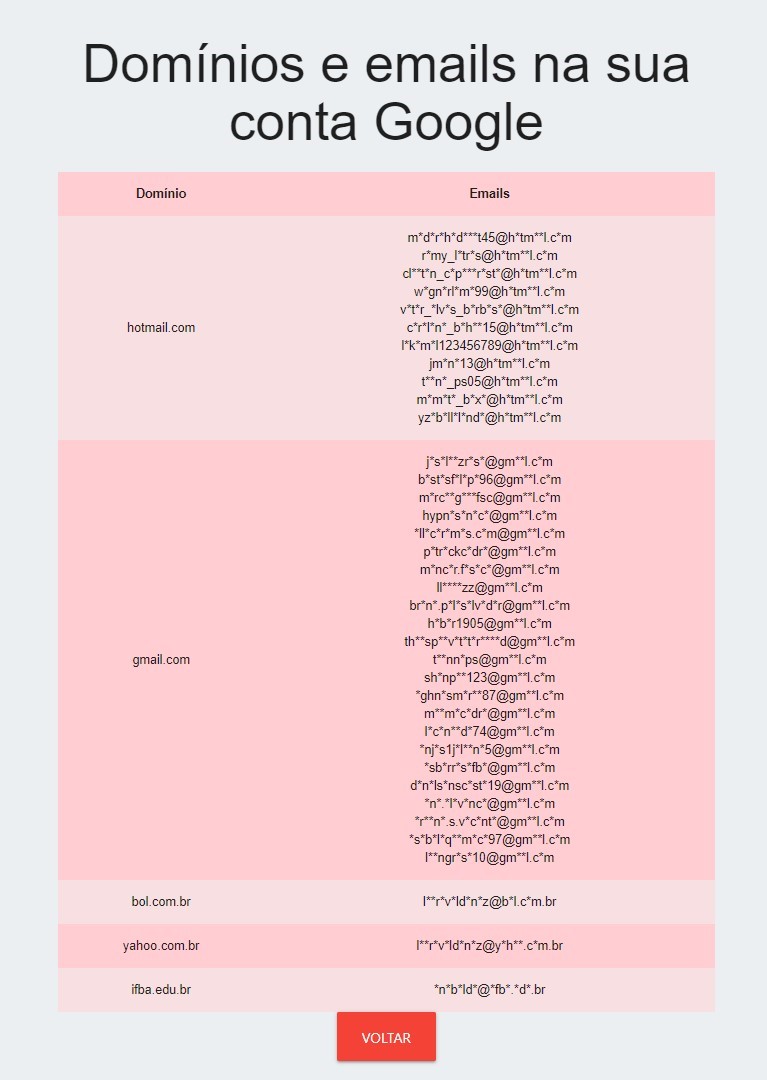 Domínios e emails na sua
conta Google
Domínio Emails
hotmail.com
m*d*r*h*d***t45@h*tm**l.c*m
r*my_l*tr*s@h*tm**l.c*m
cl**t*n_c*p***r*st*@h*tm**l.c*m
w*gn*rl*m*99@h*tm**l.c*m
v*t*r_*lv*s_b*rb*s*@h*tm**l.c*m
c*r*l*n*_b*h**15@h*tm**l.c*m
l*k*m*l123456789@h*tm**l.c*m
jm*n*13@h*tm**l.c*m
t**n*_ps05@h*tm**l.c*m
m*m*t*_b*x*@h*tm**l.c*m
yz*b*ll*l*nd*@h*tm**l.c*m
gmail.com
j*s*l**zr*s*@gm**l.c*m
b*st*sf*l*p*96@gm**l.c*m
m*rc**g***fsc@gm**l.c*m
hypn*s*n*c*@gm**l.c*m
*ll*c*r*m*s.c*m@gm**l.c*m
p*tr*ckc*dr*@gm**l.c*m
m*nc*r.f*s*c*@gm**l.c*m
ll****zz@gm**l.c*m
br*n*.p*l*s*lv*d*r@gm**l.c*m
h*b*r1905@gm**l.c*m
th**sp**v*t*t*r****d@gm**l.c*m
t**nn*ps@gm**l.c*m
sh*np**123@gm**l.c*m
*ghn*sm*r**87@gm**l.c*m
m**m*c*dr*@gm**l.c*m
l*c*n**d*74@gm**l.c*m
*nj*s1j*l**n*5@gm**l.c*m
*sb*rr*s*fb*@gm**l.c*m
d*n*ls*nsc*st*19@gm**l.c*m
*n*.*l*v*nc*@gm**l.c*m
*r**n*.s.v*c*nt*@gm**l.c*m
*s*b*l*q**m*c*97@gm**l.c*m
l**ngr*s*10@gm**l.c*m
bol.com.br l**r*v*ld*n*z@b*l.c*m.br
yahoo.com.br l**r*v*ld*n*z@y*h**.c*m.br
ifba.edu.br *n*b*ld*@*fb*.*d*.br
VOLTAR